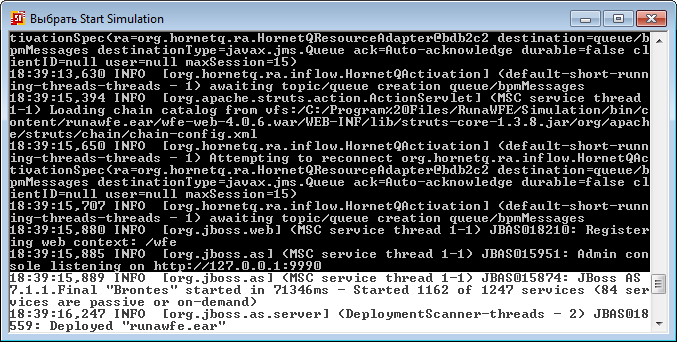 Выбрать Start Simulation
tivationSpec(ra=org.hornetq.ra.HornetQResourceAdapter@bdb2c2 destination=queue/b
pmMessages destinationType=javax.jms.Queue ack=Auto-acknowledge durable=false cl
ientID=null user=null maxSession=15)
18:39:13,630 INFO  [org.hornetq.ra.inflow.HornetQActivation] (default-short-runn
ing-threads-threads - 1) awaiting topic/queue creation queue/bpmMessages
18:39:15,394 INFO  [org.apache.struts.action.ActionServlet] (MSC service thread
1-1) Loading chain catalog from vfs:/C:/Program%20Files/RunaWFE/Simulation/bin/c
ontent/runawfe.ear/wfe-web-4.0.6.war/WEB-INF/lib/struts-core-1.3.8.jar/org/apach
e/struts/chain/chain-config.xml
18:39:15,650 INFO  [org.hornetq.ra.inflow.HornetQActivation] (default-short-runn
ing-threads-threads - 1) Attempting to reconnect org.hornetq.ra.inflow.HornetQAc
tivationSpec(ra=org.hornetq.ra.HornetQResourceAdapter@bdb2c2 destination=queue/b
pmMessages destinationType=javax.jms.Queue ack=Auto-acknowledge durable=false cl
ientID=null user=null maxSession=15)
18:39:15,707 INFO  [org.hornetq.ra.inflow.HornetQActivation] (default-short-runn
ing-threads-threads - 1) awaiting topic/queue creation queue/bpmMessages
18:39:15,880 INFO  [org.jboss.web] (MSC service thread 1-1) JBAS018210: Register
ing web context: /wfe
18:39:15,885 INFO  [org.jboss.as] (MSC service thread 1-1) JBAS015951: Admin con
sole listening on http://127.0.0.1:9990
18:39:15,889 INFO  [org.jboss.as] (MSC service thread 1-1) JBAS015874: JBoss AS
7.1.1.Final "Brontes" started in 71346ms - Started 1162 of 1247 services (84 ser
vices are passive or on-demand)
18:39:16,247 INFO  [org.jboss.as.server] (DeploymentScanner-threads - 2) JBAS018
559: Deployed "runawfe.ear"